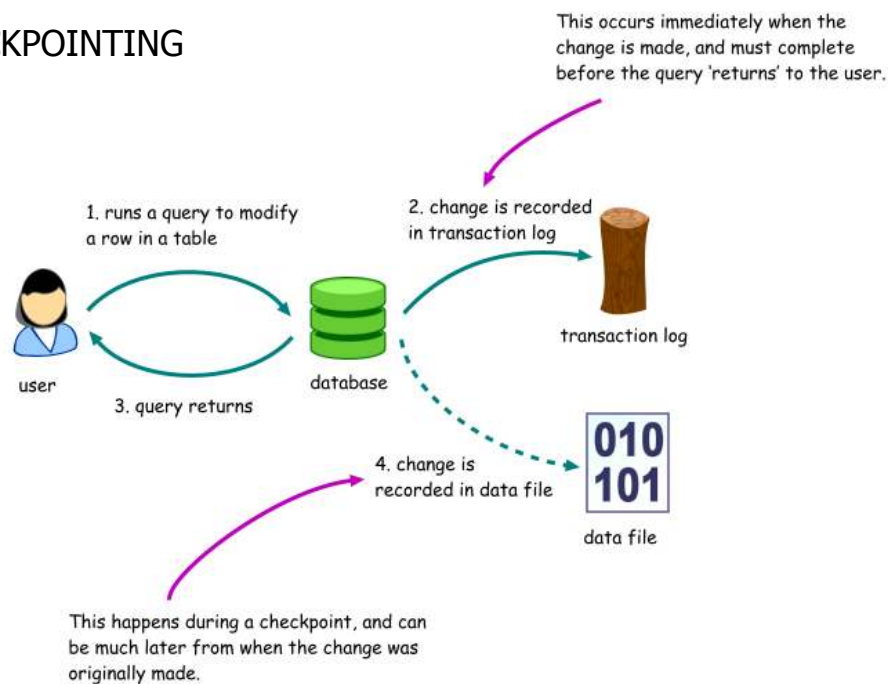 KPOINTING
This occurs immediately when the
change is made, and must complete
before the query ‘returns’ to the user.
1. runs a query to modify
a row in a table
2. change is recorded
in transaction log
transaction log
user
database
3. query returns
4. change is
recorded in data file
010
101
data file
This happens during a checkpoint, and can
be much later from when the change was
originally made.